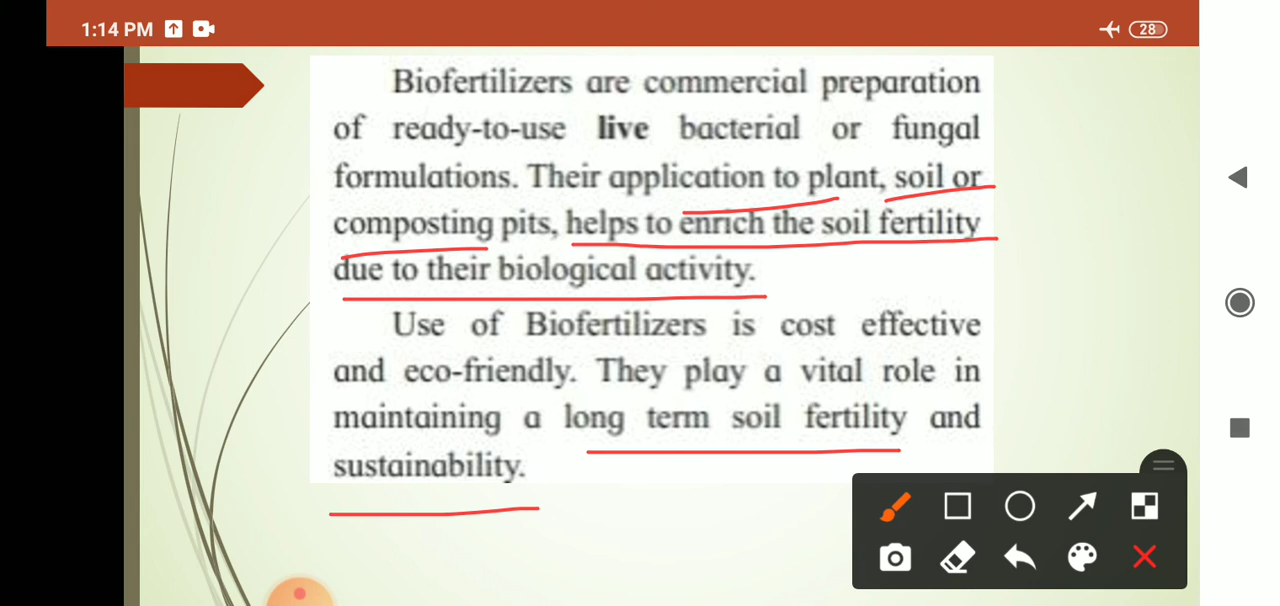 1:14 PM
28
Biofertilizers are commercial preparation
of ready-to-use live bacterial or fungal
formulations. Their application to plant, soil or
composting pits, helps to enrich the soil fertility
due to their biological activity.
Use of Biofertilizers is cost effective
and eco-friendly. They play a vital role in
maintaining a long term soil fertility and
sustainability.